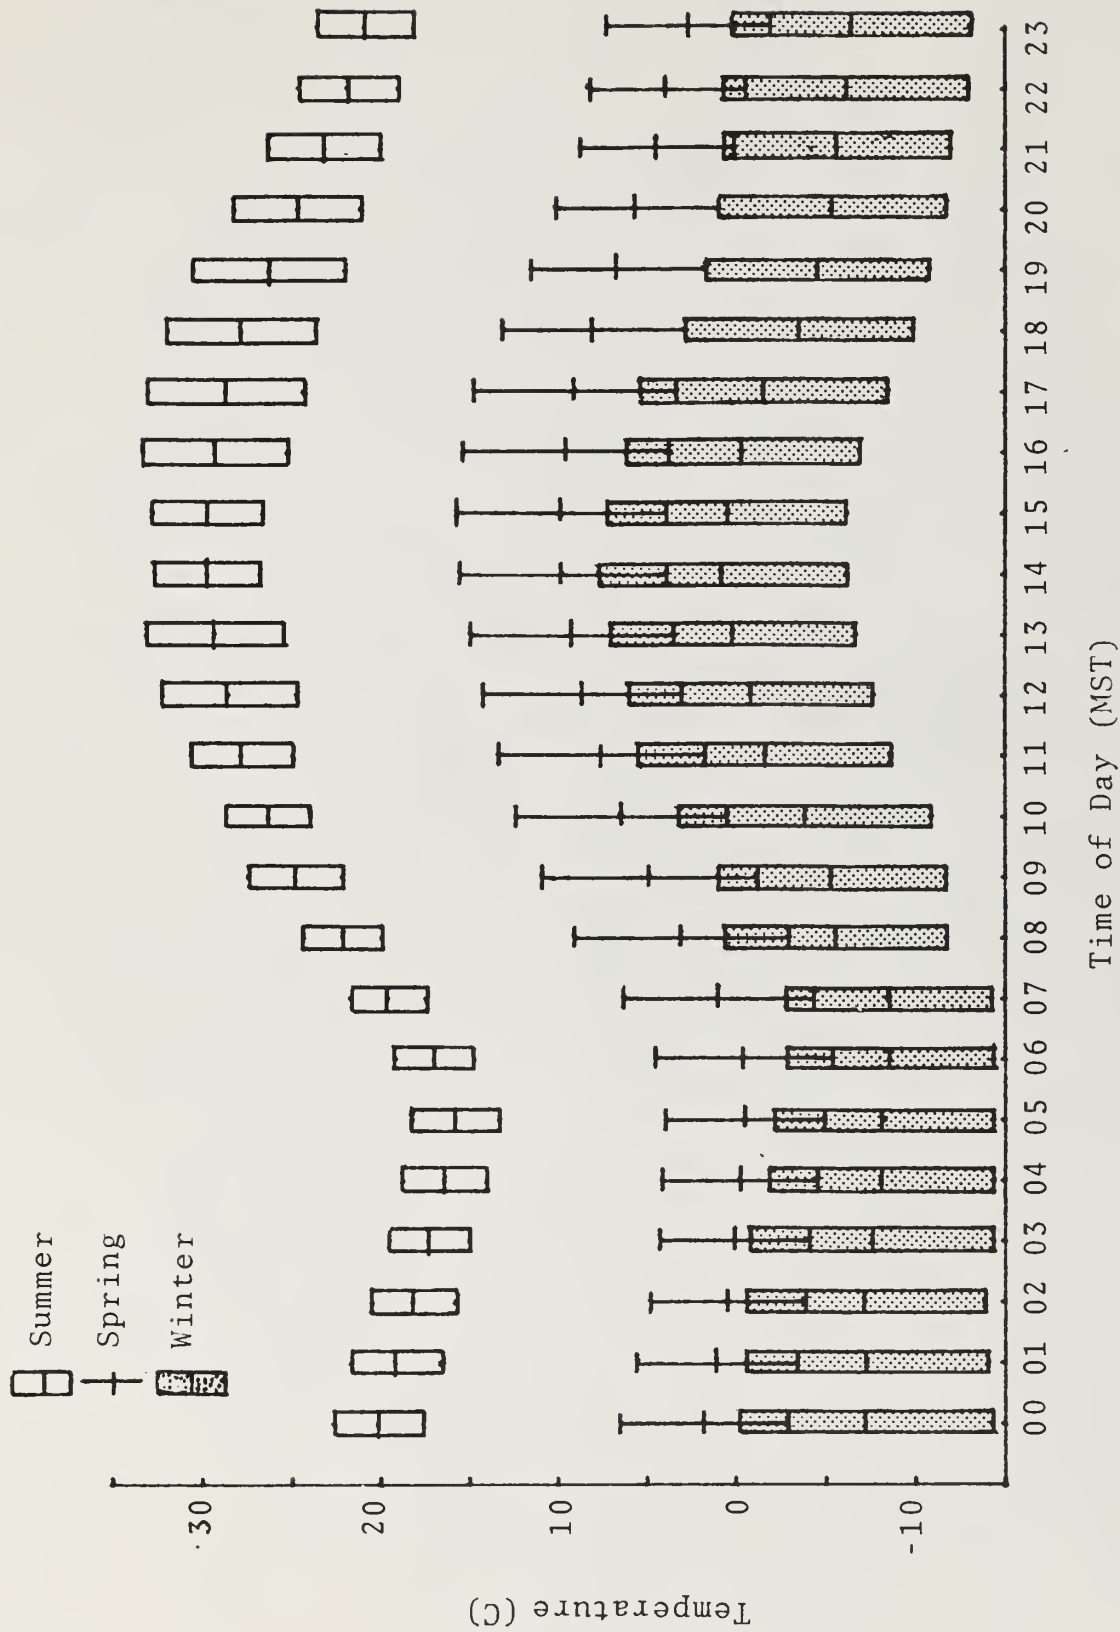 Summer
Spring
Winter
Temperature (C)
30
20
10
0
-10
00 01 02 03 04 05 06 07 08 09 10 11 12 13 14 15 16 17 18 19 20 21 22 23
Time of Day (MST)